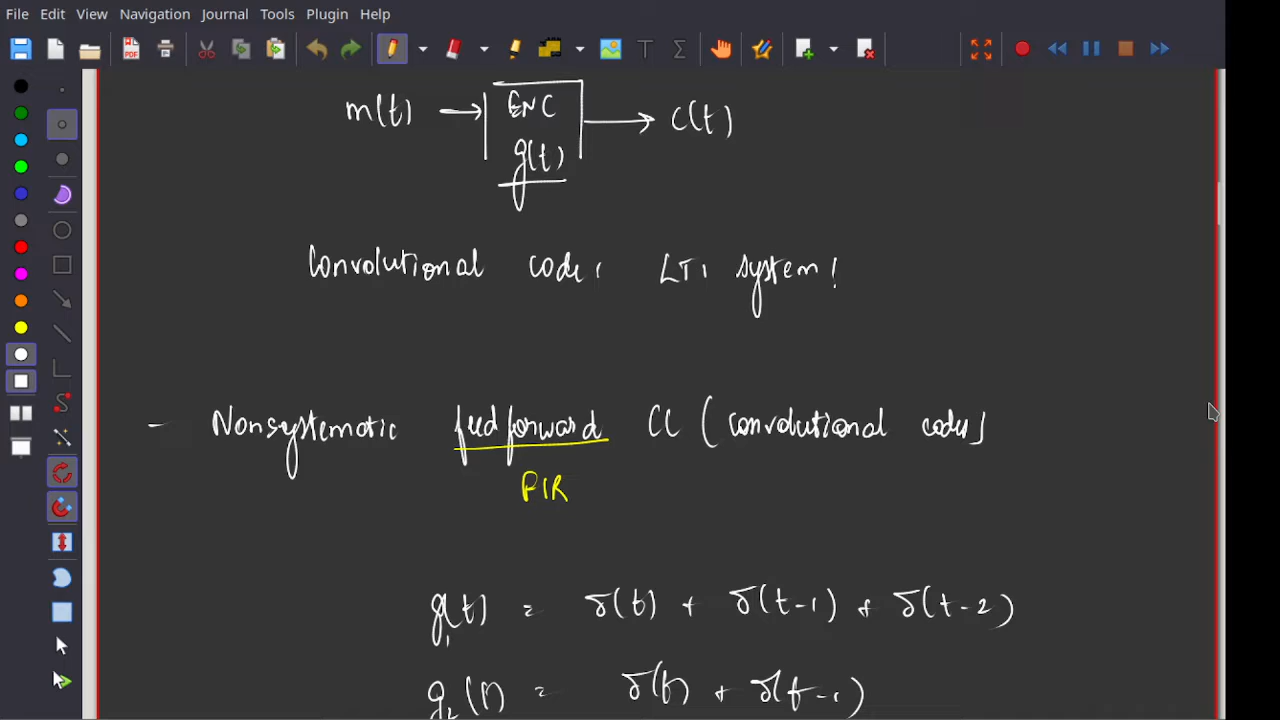 File Edit View Navigation Journal Tools Plugin Help
m(t) → ENC → c(t)
g(t)
Convolutional code: LTI system!
- Nonsystematic feedforward CC (convolutional codes)
FIR
g₁(t) = δ(t) + δ(t-1) + δ(t-2)
g₂(t) = δ(t) + δ(t-1)